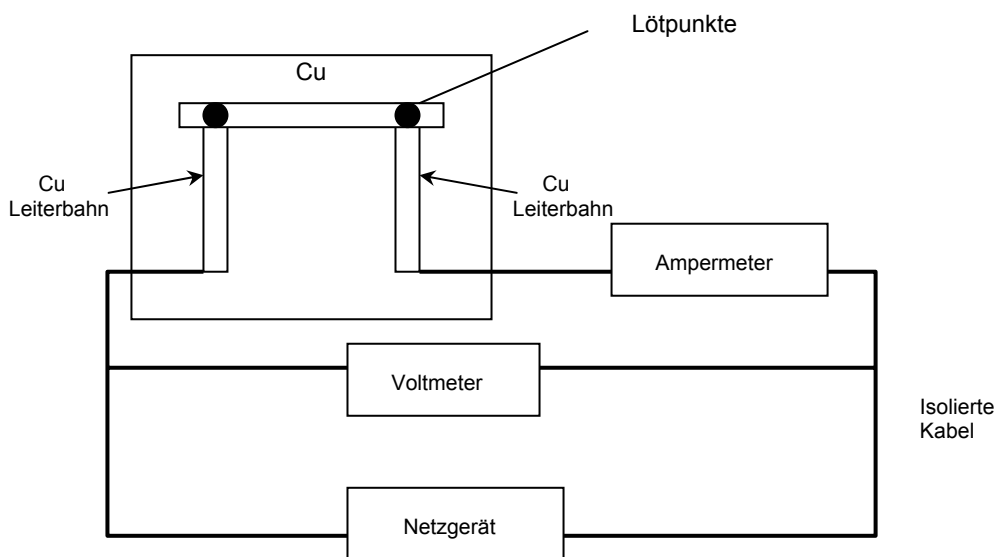 Lötpunkte
Cu
Cu
Leiterbahn
Cu
Leiterbahn
Ampermeter
Voltmeter
Isolierte
Kabel
Netzgerät